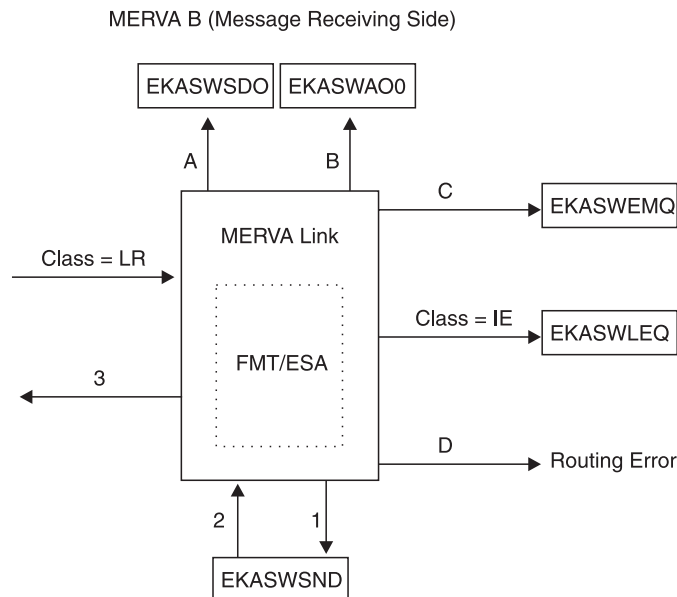 MERVA B (Message Receiving Side)
EKASWSDO EKASWAO0
A B
C
EKASWEMQ
MERVA Link
Class = LR
Class = IE
EKASWLEQ
FMT/ESA
3
D
Routing Error
2 1
EKASWSND